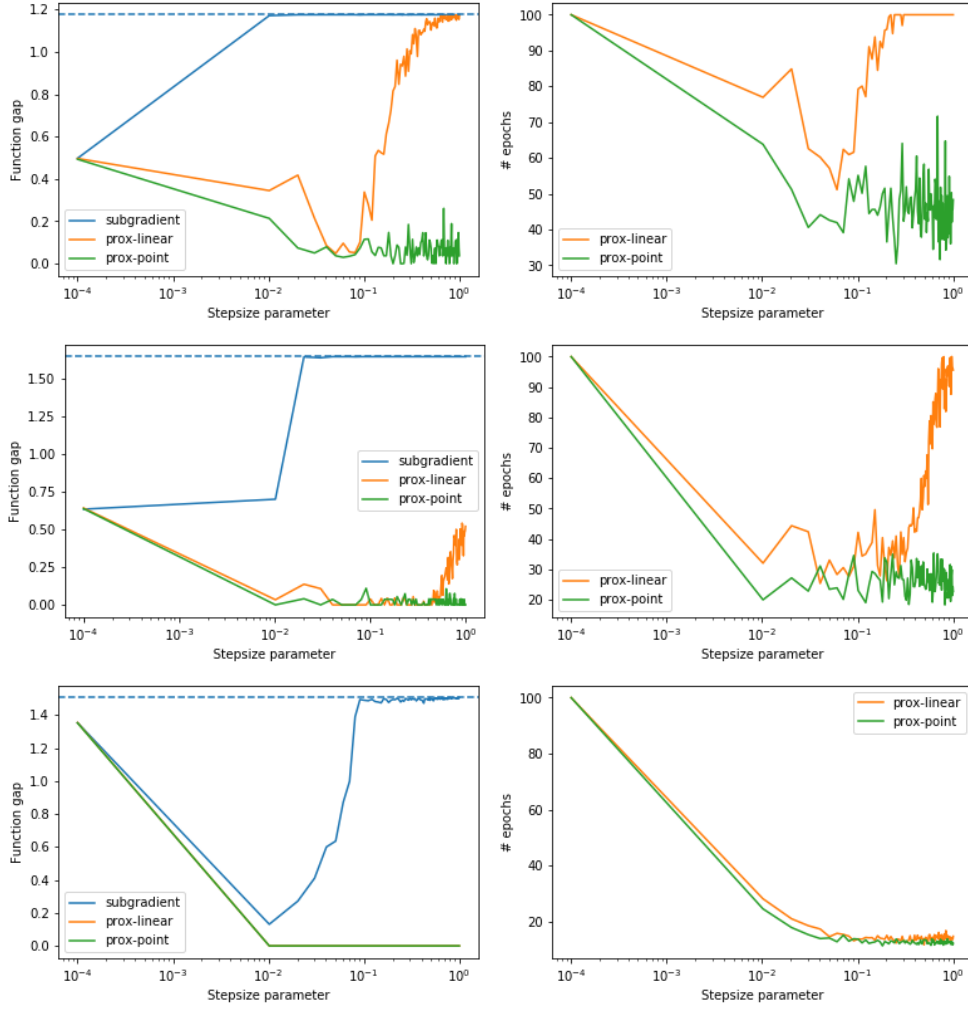 1.2
1.0
0.8
0.6
0.4
0.2
0.0
Function gap
subgradient
prox-linear
prox-point
10⁻⁴
10⁻³
10⁻²
10⁻¹
10⁰
Stepsize parameter
100
90
80
70
60
50
40
30
# epochs
prox-linear
prox-point
10⁻⁴
10⁻³
10⁻²
10⁻¹
10⁰
Stepsize parameter
1.50
1.25
1.00
0.75
0.50
0.25
0.00
Function gap
subgradient
prox-linear
prox-point
10⁻⁴
10⁻³
10⁻²
10⁻¹
10⁰
Stepsize parameter
100
90
80
70
60
50
40
30
20
# epochs
prox-linear
prox-point
10⁻⁴
10⁻³
10⁻²
10⁻¹
10⁰
Stepsize parameter
1.4
1.2
1.0
0.8
0.6
0.4
0.2
0.0
Function gap
subgradient
prox-linear
prox-point
10⁻⁴
10⁻³
10⁻²
10⁻¹
10⁰
Stepsize parameter
100
80
60
40
20
# epochs
prox-linear
prox-point
10⁻⁴
10⁻³
10⁻²
10⁻¹
10⁰
Stepsize parameter